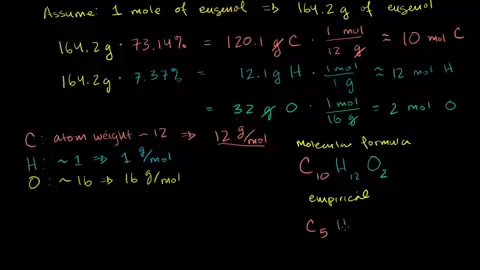 Assume: 1 mole of eugenol ⇒ 164.2 g of eugenol
164.2g · 73.14% = 120.1 g C · 1 mol / 12 g ≈ 10 mol C
164.2g · 7.37% = 12.1g H · 1 mol / 1 g ≈ 12 mol H
= 32 g O · 1 mol / 16 g = 2 mol O
C: atom weight ~ 12 ⇒ 12 g/mol
H: ~ 1 ⇒ 1 g/mol
O: ~ 16 ⇒ 16 g/mol
molecular formula
C10 H12 O2
empirical
C5